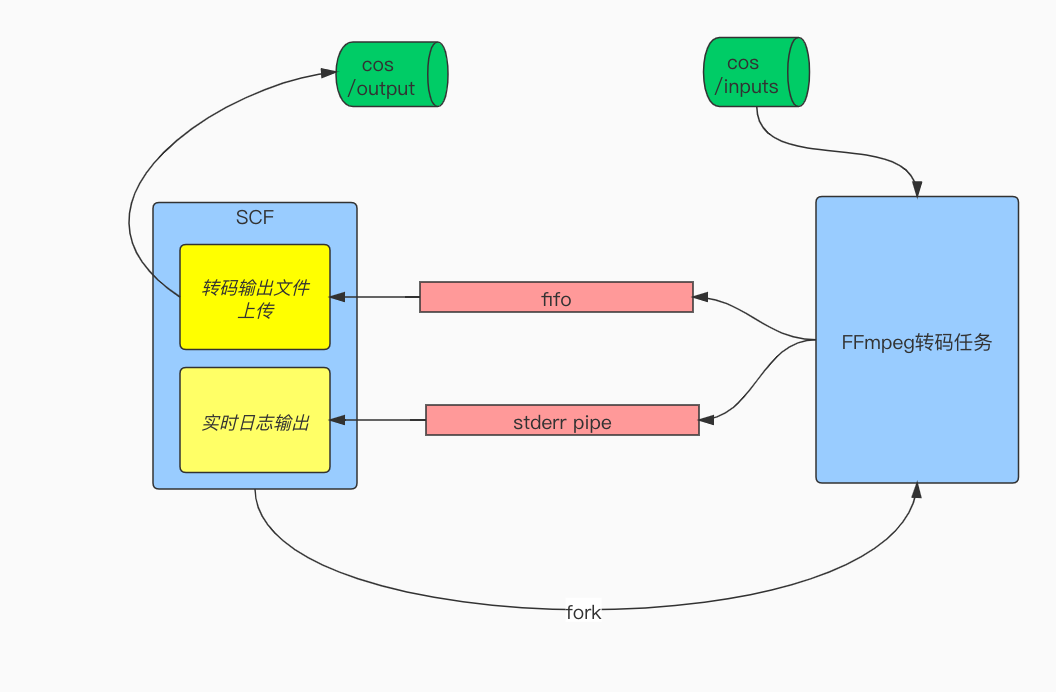 cos
/output
cos
/inputs
SCF
转码输出文件
上传
fifo
FFmpeg转码任务
实时日志输出
stderr pipe
fork